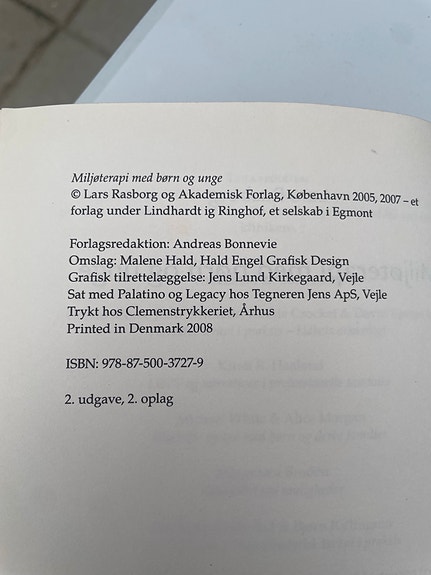 Miljøterapi med børn og unge
© Lars Rasborg og Akademisk Forlag, København 2005, 2007 – et
forlag under Lindhardt ig Ringhof, et selskab i Egmont
Forlagsredaktion: Andreas Bonnevie
Omslag: Malene Hald, Hald Engel Grafisk Design
Grafisk tilrettelæggelse: Jens Lund Kirkegaard, Vejle
Sat med Palatino og Legacy hos Tegneren Jens ApS, Vejle
Trykt hos Clemenstrykkeriet, Århus
Printed in Denmark 2008
ISBN: 978-87-500-3727-9
2. udgave, 2. oplag